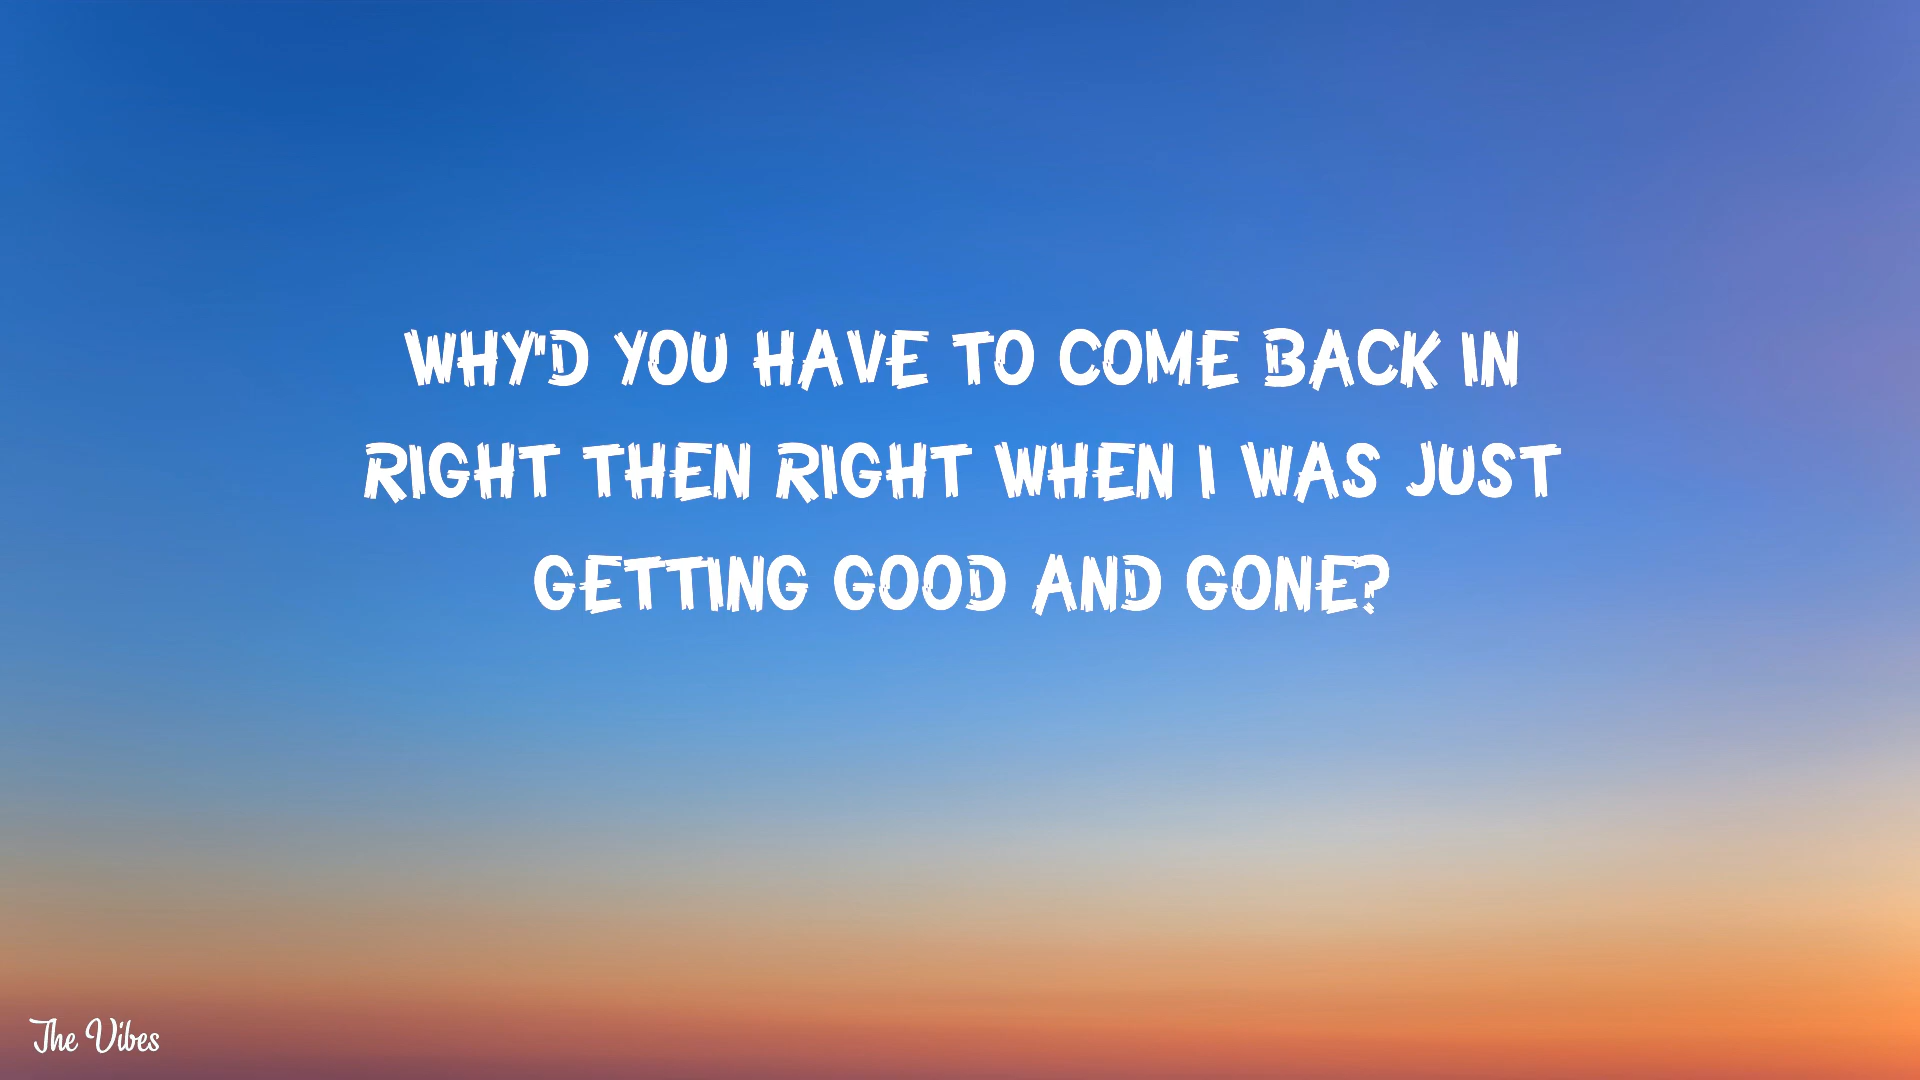 WHY'D YOU HAVE TO COME BACK IN
RIGHT THEN RIGHT WHEN I WAS JUST
GETTING GOOD AND GONE?
The Vibes